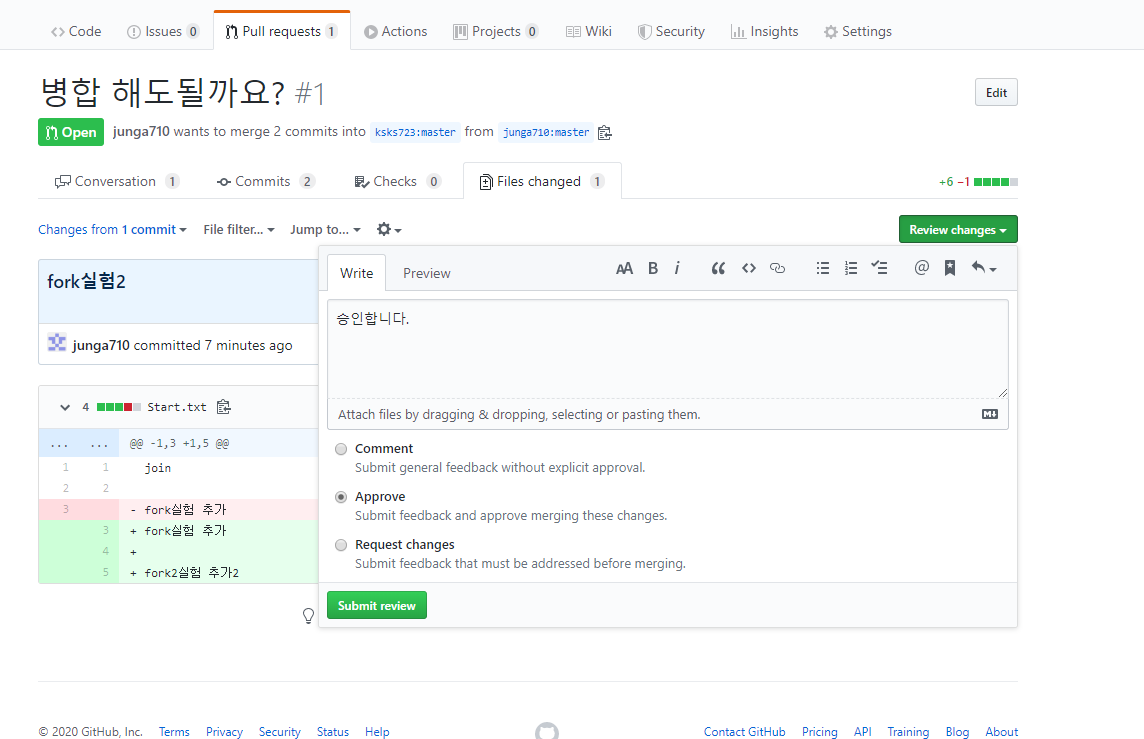 Code Issues 0 Pull requests 1 Actions Projects 0 Wiki Security Insights Settings
병합 해도될까요? #1
Edit
Open junga710 wants to merge 2 commits into ksks723:master from junga710:master
Conversation 1 Commits 2 Checks 0 Files changed 1 +6 −1
Changes from 1 commit File filter... Jump to... Review changes
fork실험2
junga710 committed 7 minutes ago
4 Start.txt
... ... @@ -1,3 +1,5 @@
1 1 join
2 2
3 - fork실험 추가
3 + fork실험 추가
4 +
5 + fork2실험 추가2
Write Preview AA B i “ <> @
승인합니다.
Attach files by dragging & dropping, selecting or pasting them.
Comment
Submit general feedback without explicit approval.
Approve
Submit feedback and approve merging these changes.
Request changes
Submit feedback that must be addressed before merging.
Submit review
© 2020 GitHub, Inc. Terms Privacy Security Status Help Contact GitHub Pricing API Training Blog About